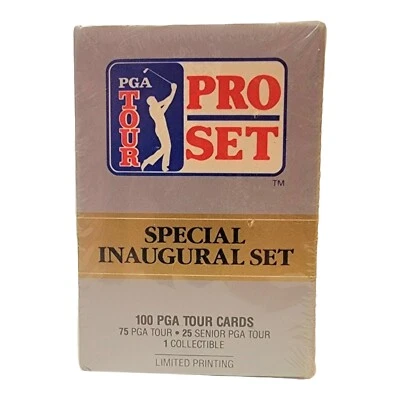 PGA
TOUR
PRO
SET
TM
SPECIAL
INAUGURAL SET
100 PGA TOUR CARDS
75 PGA TOUR • 25 SENIOR PGA TOUR
1 COLLECTIBLE
LIMITED PRINTING